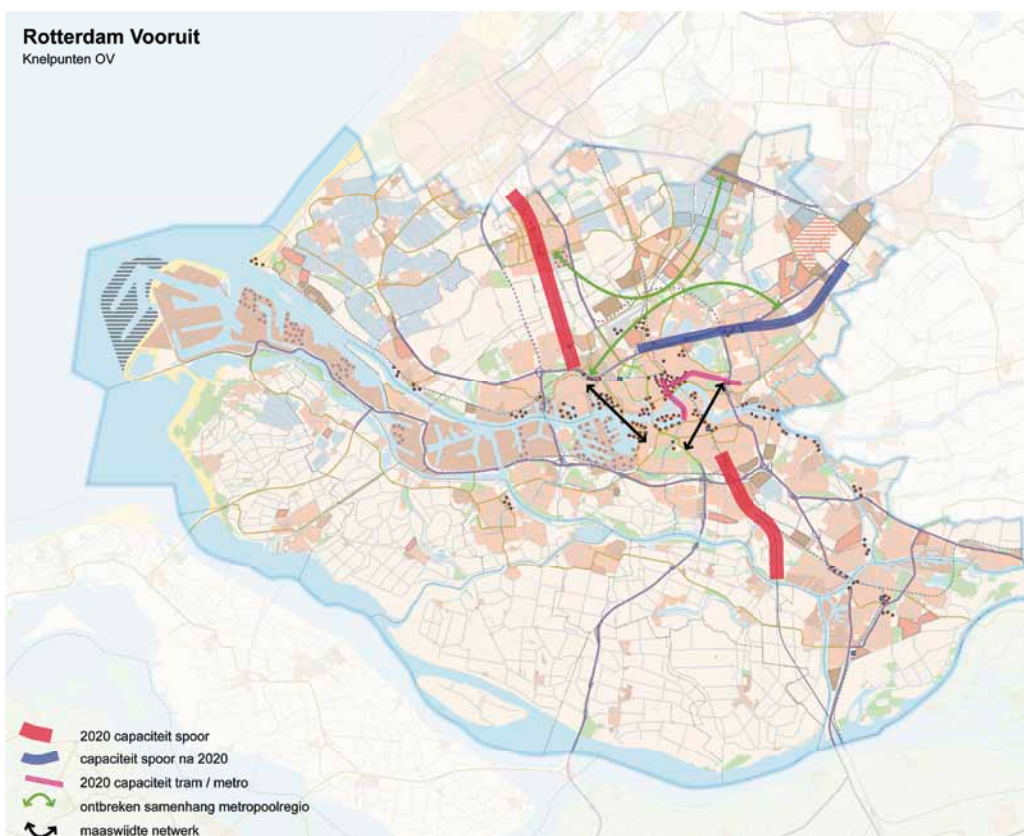 Rotterdam Vooruit
Knelpunten OV
2020 capaciteit spoor
capaciteit spoor na 2020
2020 capaciteit tram / metro
ontbreken samenhang metropoolregio
maaswijdte netwerk